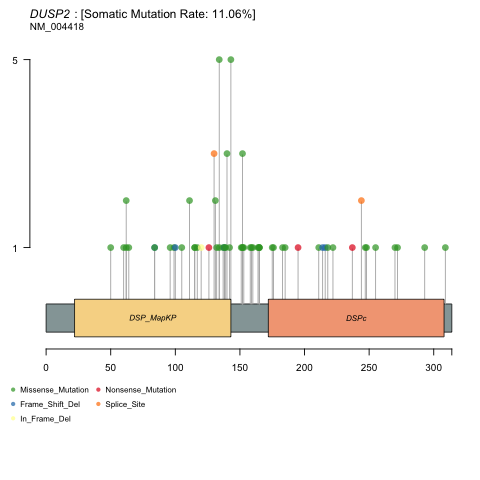 DUSP2 : [Somatic Mutation Rate: 11.06%]
NM_004418
5
1
DSP_MapKP
DSPc
0 50 100 150 200 250 300
Missense_Mutation Nonsense_Mutation
Frame_Shift_Del Splice_Site
In_Frame_Del